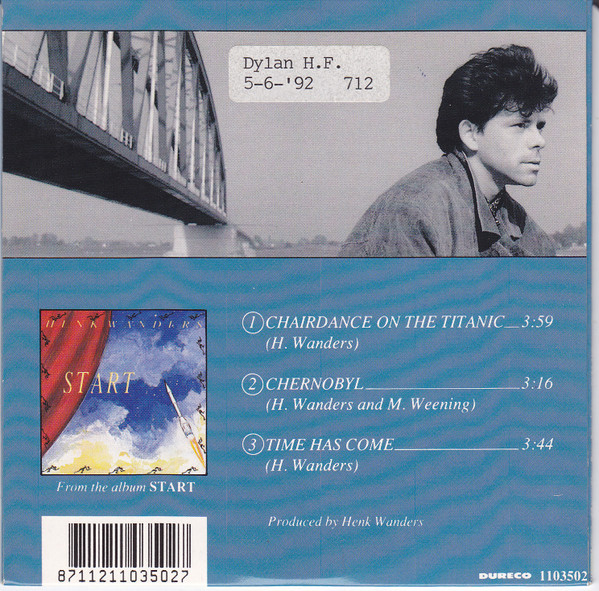 Dylan H.F.
5-6-'92 712
1 CHAIRDANCE ON THE TITANIC 3:59
(H. Wanders)
2 CHERNOBYL 3:16
(H. Wanders and M. Weening)
3 TIME HAS COME 3:44
(H. Wanders)
HENK WANDERS
START
From the album START
Produced by Henk Wanders
8711211035027
DURECO 1103502